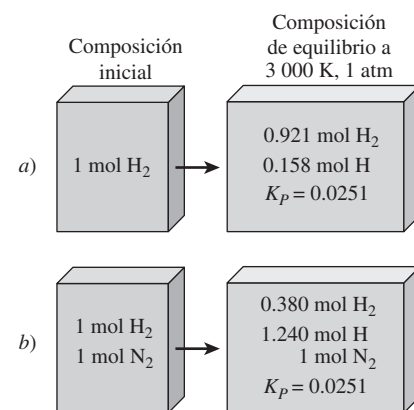 Composición
inicial
Composición
de equilibrio a
3 000 K, 1 atm
a)
1 mol H₂
0.921 mol H₂
0.158 mol H
K_P = 0.0251
b)
1 mol H₂
1 mol N₂
0.380 mol H₂
1.240 mol H
1 mol N₂
K_P = 0.0251